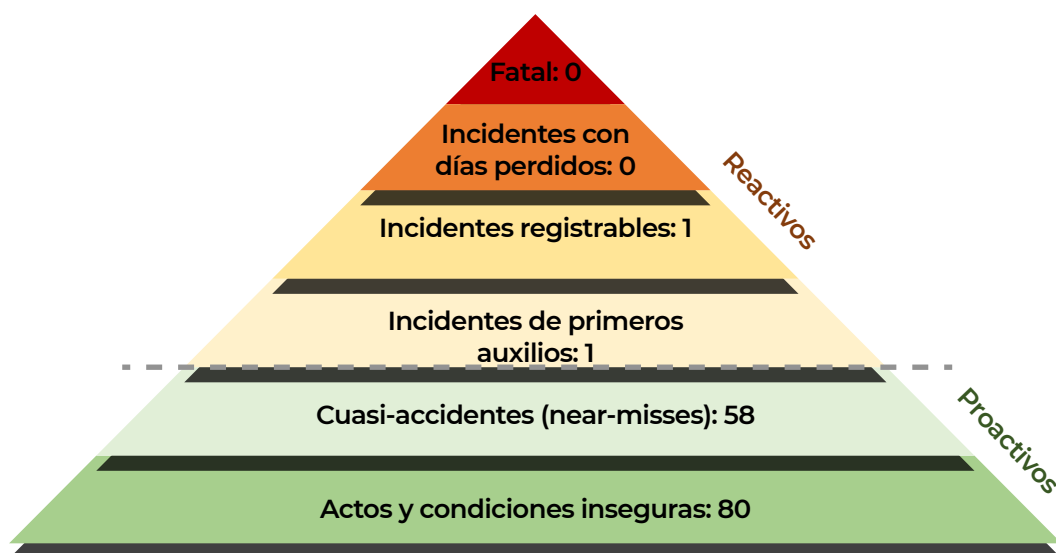 Fatal: 0
Incidentes con
días perdidos: 0
Reactivos
Incidentes registrables: 1
Incidentes de primeros
auxilios: 1
Cuasi-accidentes (near-misses): 58
Proactivos
Actos y condiciones inseguras: 80